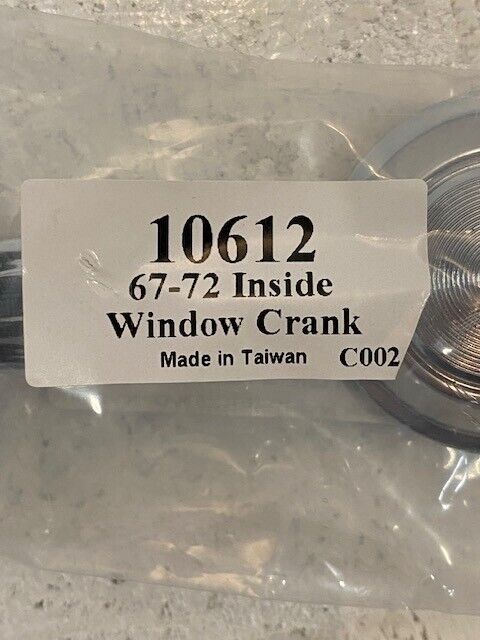 10612
67-72 Inside
Window Crank
Made in Taiwan C002